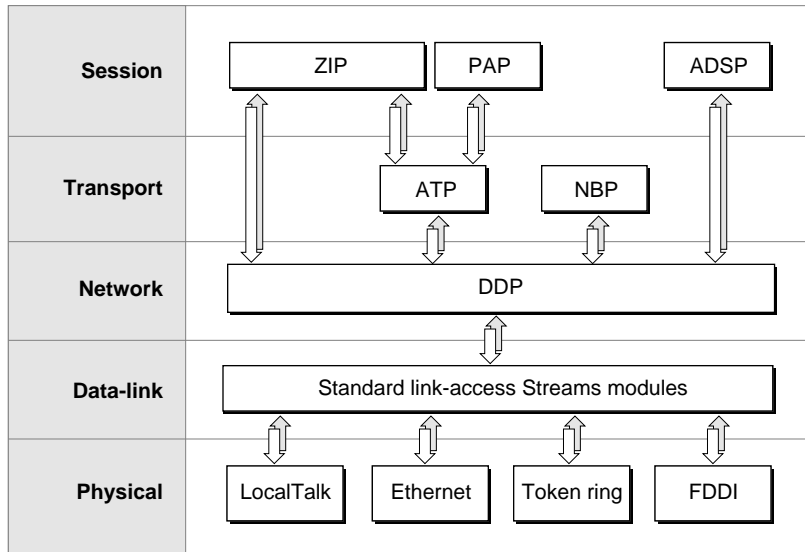 Session
ZIP
PAP
ADSP
Transport
ATP
NBP
Network
DDP
Data-link
Standard link-access Streams modules
Physical
LocalTalk
Ethernet
Token ring
FDDI